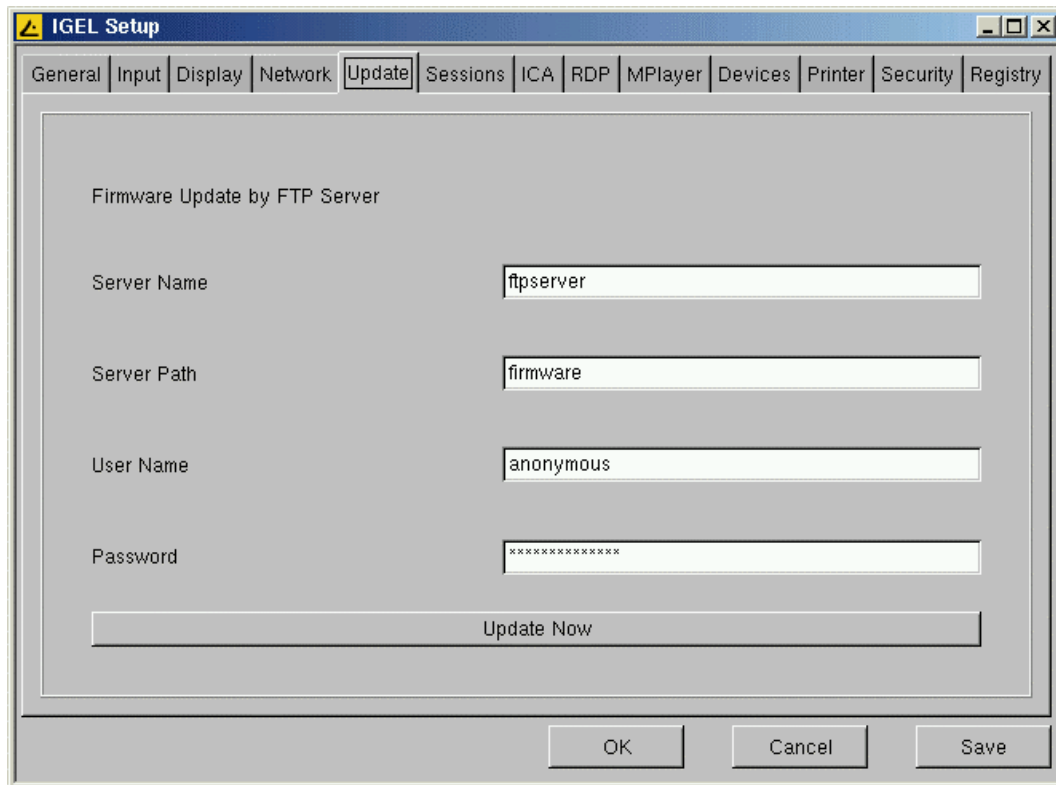 IGEL Setup
General Input Display Network Update Sessions ICA RDP MPlayer Devices Printer Security Registry
Firmware Update by FTP Server
Server Name ftpserver
Server Path firmware
User Name anonymous
Password **************
Update Now
OK Cancel Save